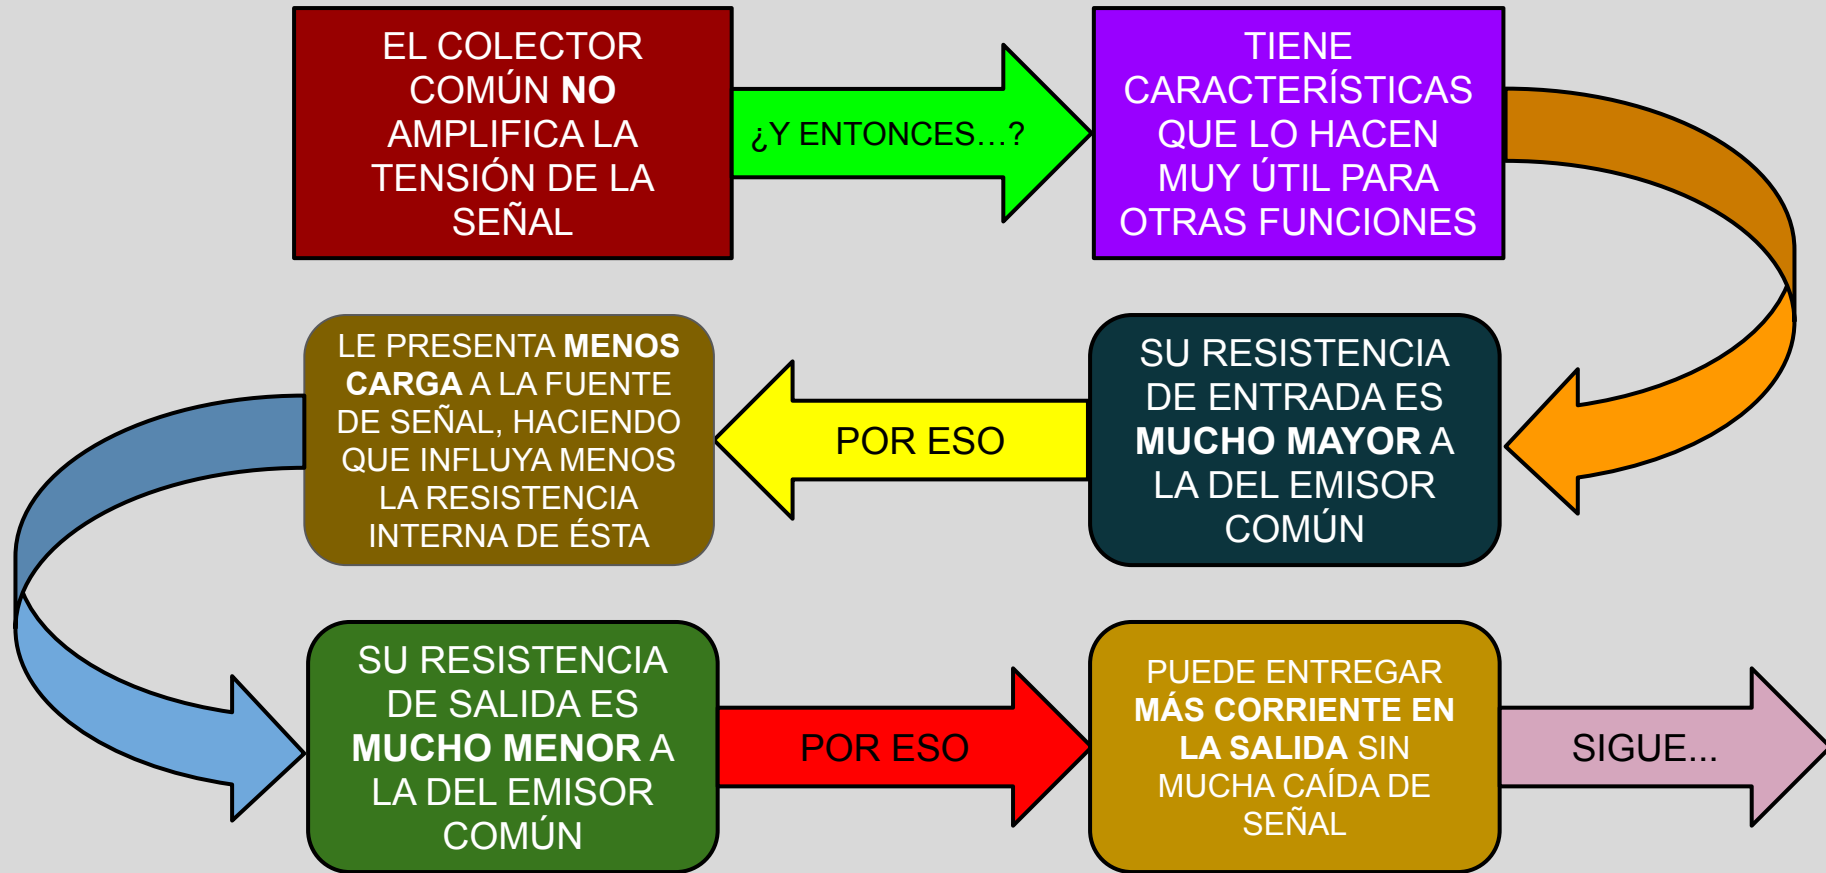 EL COLECTOR
COMÚN NO
AMPLIFICA LA
TENSIÓN DE LA
SEÑAL
¿Y ENTONCES...?
TIENE
CARACTERÍSTICAS
QUE LO HACEN
MUY ÚTIL PARA
OTRAS FUNCIONES
SU RESISTENCIA
DE ENTRADA ES
MUCHO MAYOR A
LA DEL EMISOR
COMÚN
POR ESO
LE PRESENTA MENOS
CARGA A LA FUENTE
DE SEÑAL, HACIENDO
QUE INFLUYA MENOS
LA RESISTENCIA
INTERNA DE ÉSTA
SU RESISTENCIA
DE SALIDA ES
MUCHO MENOR A
LA DEL EMISOR
COMÚN
POR ESO
PUEDE ENTREGAR
MÁS CORRIENTE EN
LA SALIDA SIN
MUCHA CAÍDA DE
SEÑAL
SIGUE...